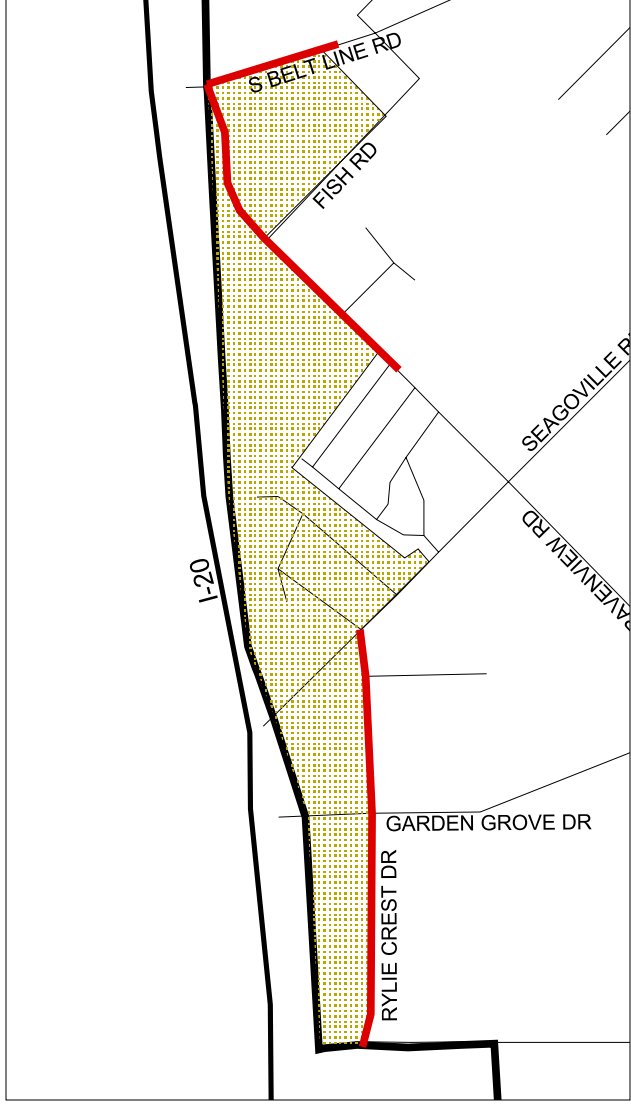 S BELT LINE RD
FISH RD
SEAGOVILLE R
RAVENVIEW RD
I-20
GARDEN GROVE DR
RYLIE CREST DR